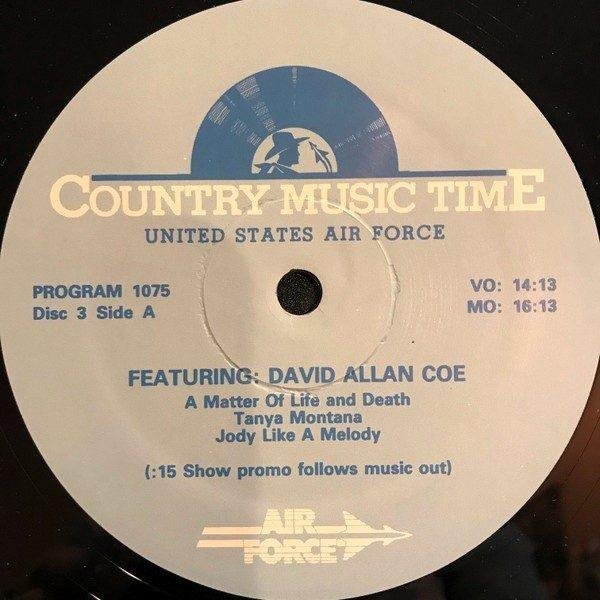 COUNTRY MUSIC TIME
UNITED STATES AIR FORCE
PROGRAM 1075
Disc 3 Side A
VO: 14:13
MO: 16:13
FEATURING: DAVID ALLAN COE
A Matter Of Life and Death
Tanya Montana
Jody Like A Melody
(:15 Show promo follows music out)
AIR
FORCE